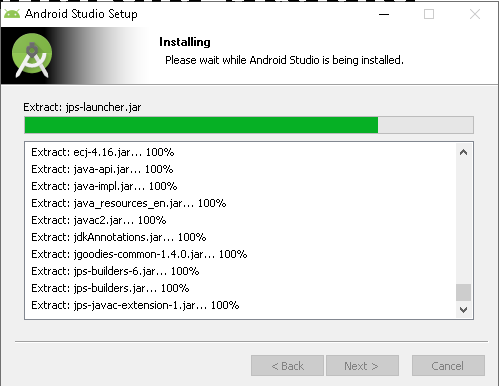 Android Studio Setup
Installing
Please wait while Android Studio is being installed.
Extract: jps-launcher.jar
Extract: ecj-4.16.jar... 100%
Extract: java-api.jar... 100%
Extract: java-impl.jar... 100%
Extract: java_resources_en.jar... 100%
Extract: javac2.jar... 100%
Extract: jdkAnnotations.jar... 100%
Extract: jgoodies-common-1.4.0.jar... 100%
Extract: jps-builders-6.jar... 100%
Extract: jps-builders.jar... 100%
Extract: jps-javac-extension-1.jar... 100%
< Back Next > Cancel